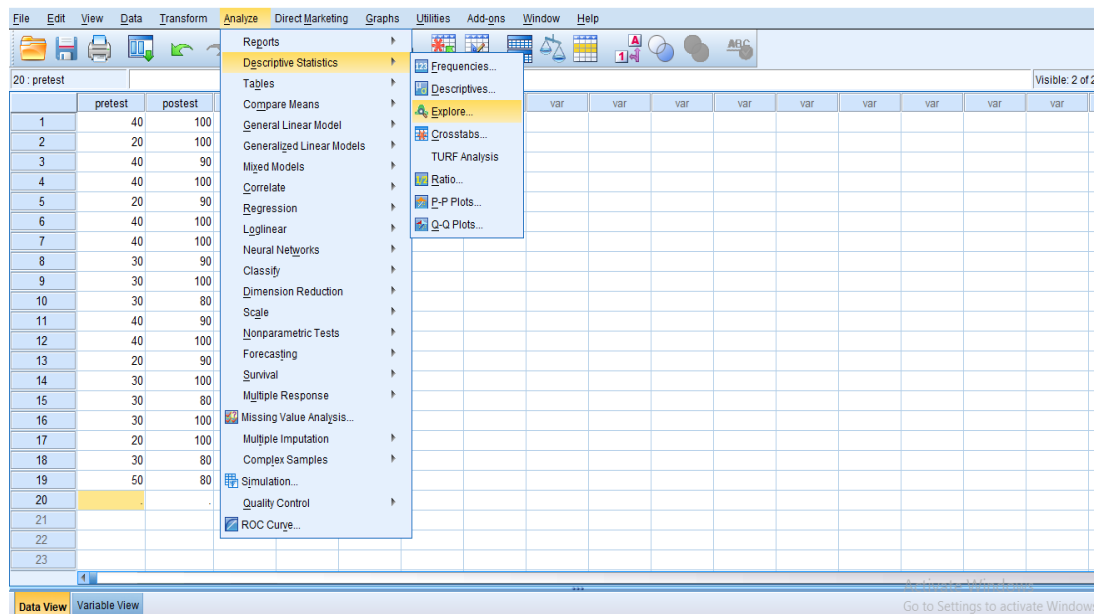 File Edit View Data Transform Analyze Direct Marketing Graphs Utilities Add-ons Window Help
20 : pretest
Visible: 2 of 2
pretest postest var var var var var var var var var
1 40 100
2 20 100
3 40 90
4 40 100
5 20 90
6 40 100
7 40 100
8 30 90
9 30 100
10 30 80
11 40 90
12 40 100
13 20 90
14 30 100
15 30 80
16 30 100
17 20 100
18 30 80
19 50 80
20 . .
21
22
23
Reports
Descriptive Statistics
Tables
Compare Means
General Linear Model
Generalized Linear Models
Mixed Models
Correlate
Regression
Loglinear
Neural Networks
Classify
Dimension Reduction
Scale
Nonparametric Tests
Forecasting
Survival
Multiple Response
Missing Value Analysis...
Multiple Imputation
Complex Samples
Simulation...
Quality Control
ROC Curve...
Frequencies...
Descriptives...
Explore...
Crosstabs...
TURF Analysis
Ratio...
P-P Plots...
Q-Q Plots...
Data View Variable View
Activate Windows
Go to Settings to activate Windows